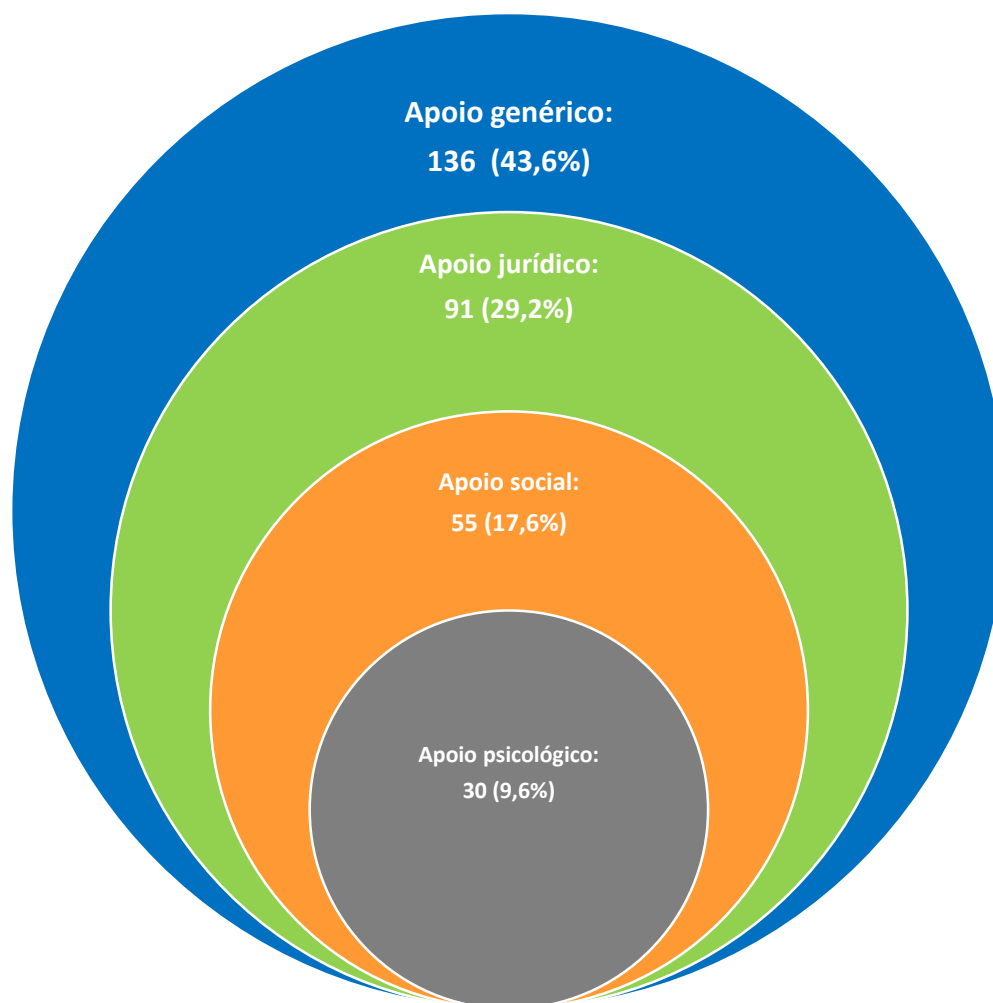 Apoio genérico:
136 (43,6%)
Apoio jurídico:
91 (29,2%)
Apoio social:
55 (17,6%)
Apoio psicológico:
30 (9,6%)